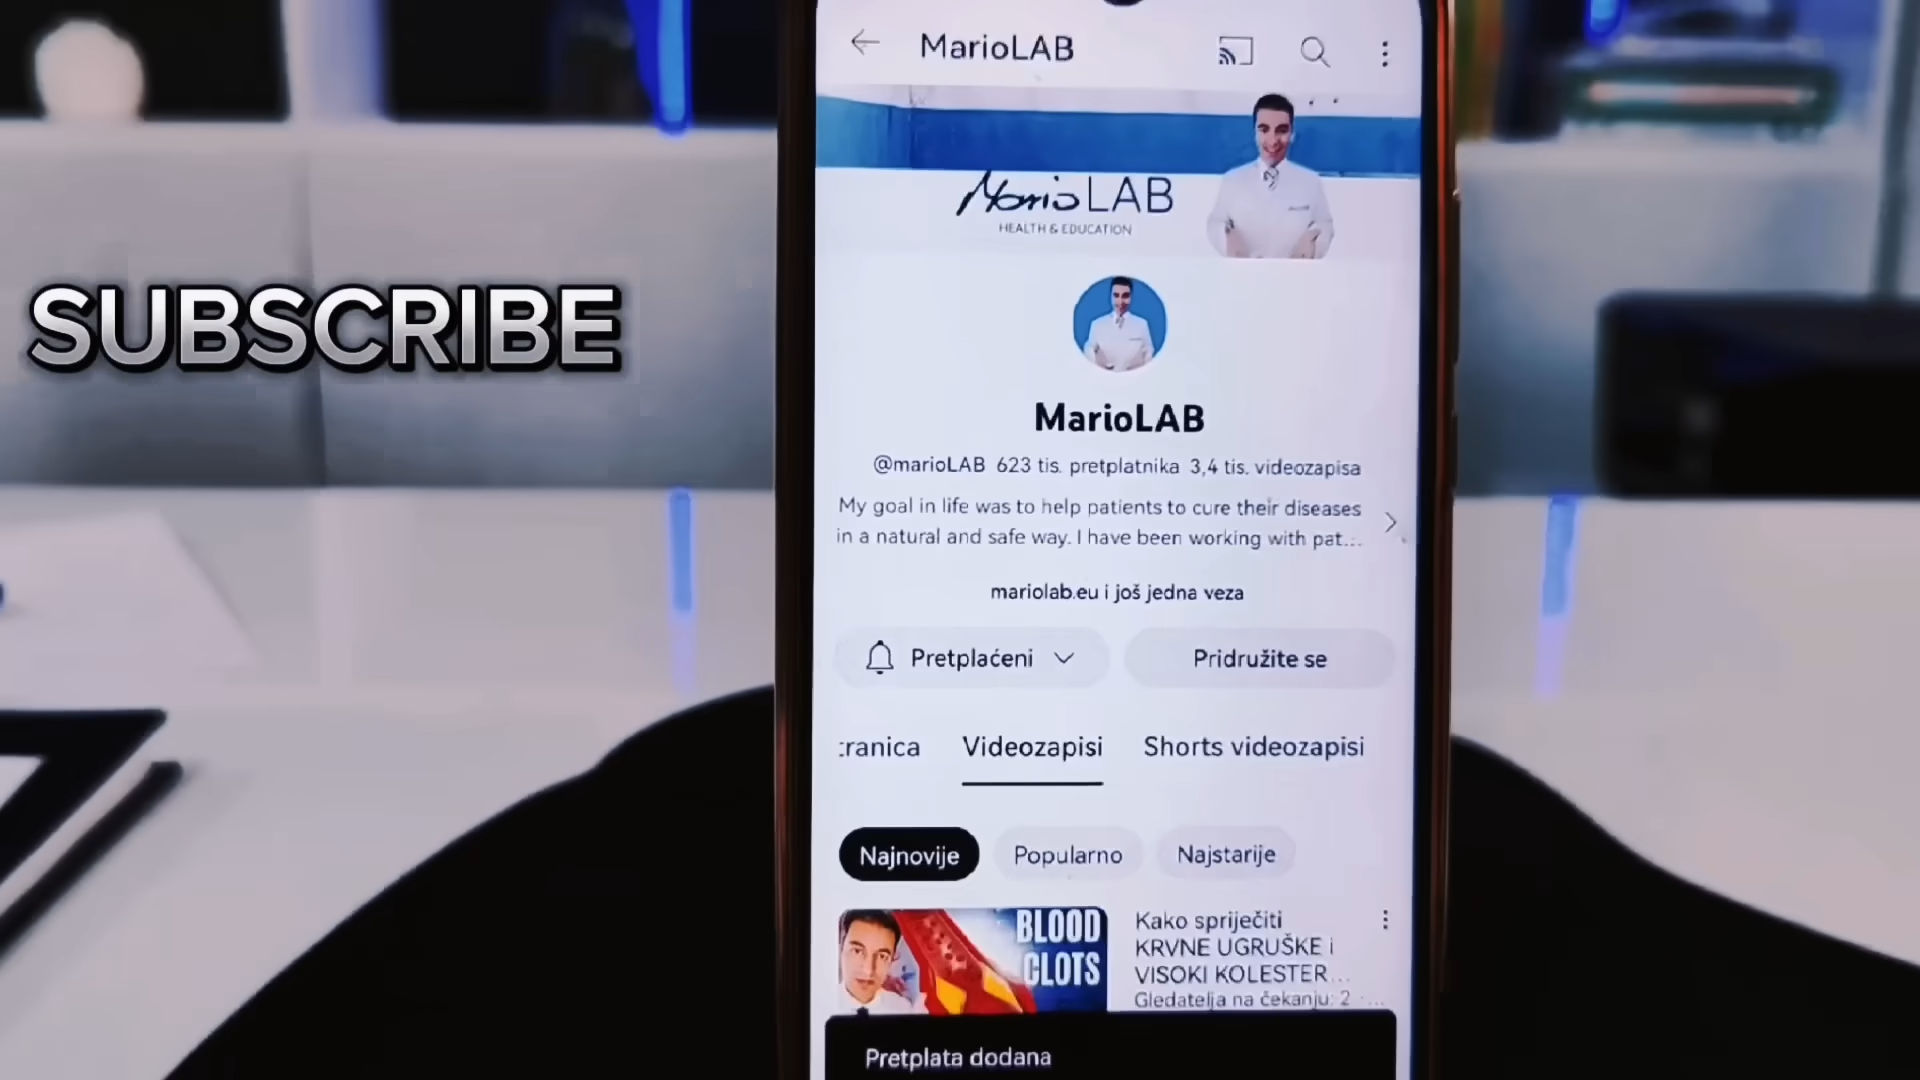 MarioLAB
MarioLAB
HEALTH & EDUCATION
SUBSCRIBE
MarioLAB
@marioLAB 623 tis. pretplatnika 3,4 tis. videozapisa
My goal in life was to help patients to cure their diseases
in a natural and safe way. I have been working with pat...
mariolab.eu i još jedna veza
Pretplaćeni
Pridružite se
ranica
Videozapisi
Shorts videozapisi
Najnovije
Popularno
Najstarije
BLOOD
CLOTS
Kako spriječiti
KRVNE UGRUŠKE i
VISOKI KOLESTER...
Gledatelja na čekanju: 2 · ...
Pretplata dodana